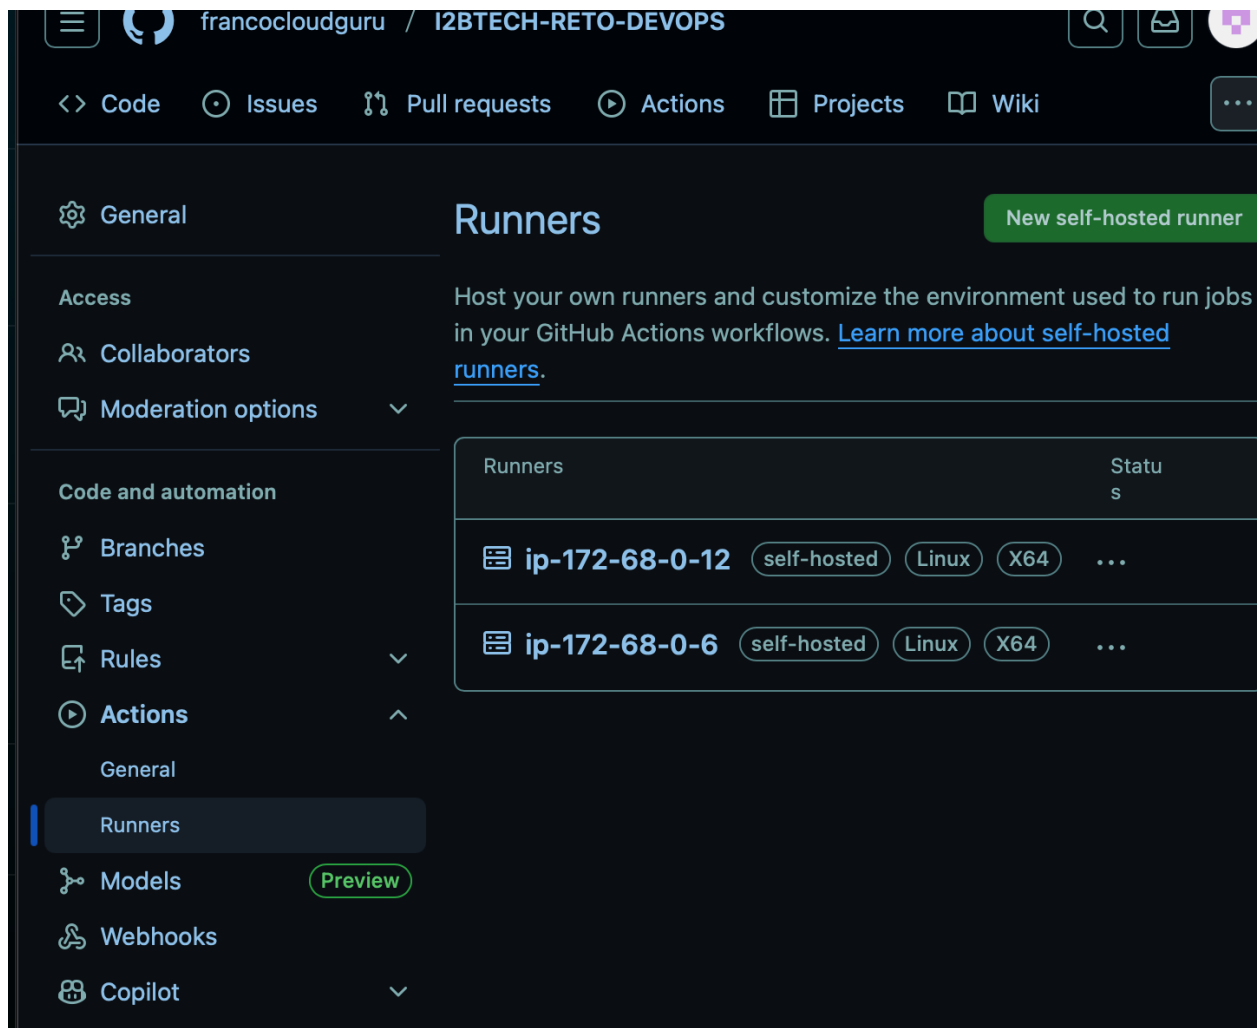 francocloudguru / I2BTECH-RETO-DEVOPS
Code Issues Pull requests Actions Projects Wiki
General
Access
Collaborators
Moderation options
Code and automation
Branches
Tags
Rules
Actions
General
Runners
Models Preview
Webhooks
Copilot
Runners
New self-hosted runner
Host your own runners and customize the environment used to run jobs
in your GitHub Actions workflows. Learn more about self-hosted
runners.
Runners Statu
s
ip-172-68-0-12 self-hosted Linux X64 ...
ip-172-68-0-6 self-hosted Linux X64 ...